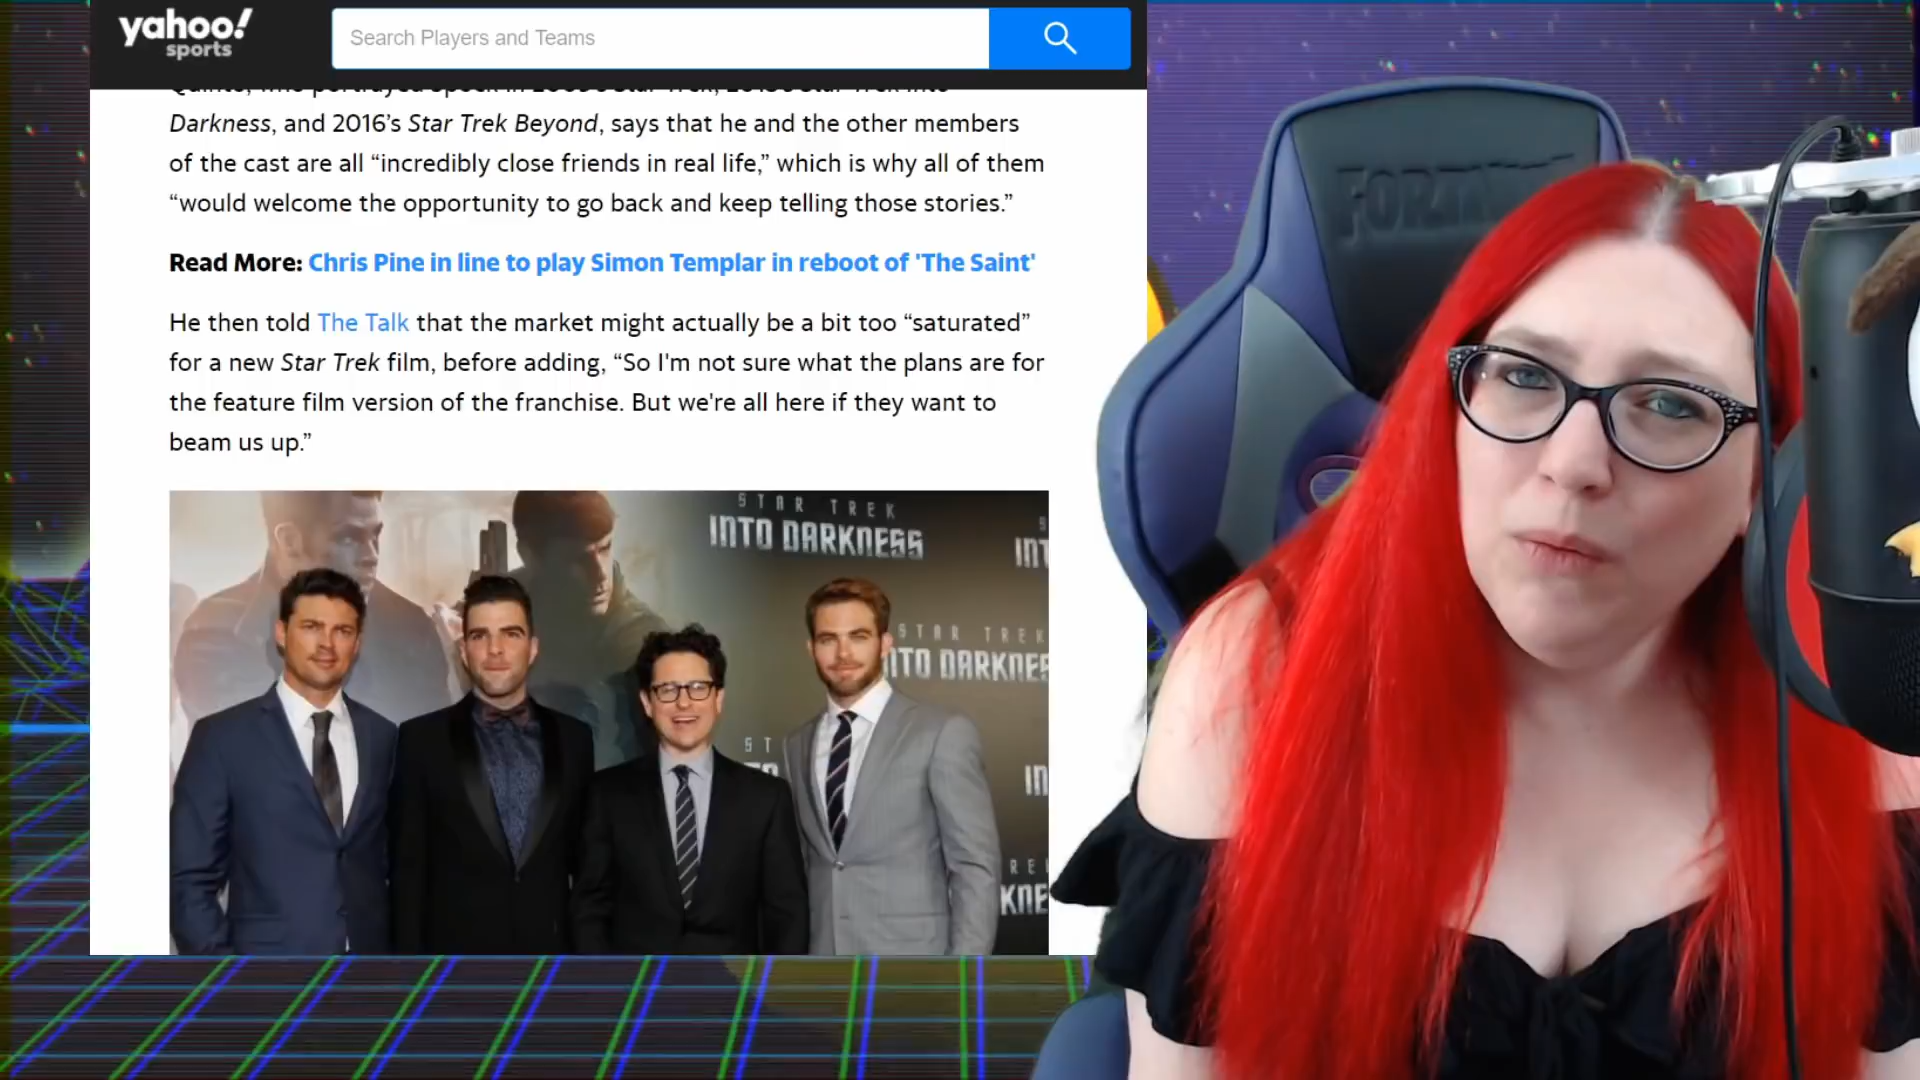 yahoo!
sports
Search Players and Teams
Darkness, and 2016’s Star Trek Beyond, says that he and the other members
of the cast are all “incredibly close friends in real life,” which is why all of them
“would welcome the opportunity to go back and keep telling those stories.”
Read More: Chris Pine in line to play Simon Templar in reboot of 'The Saint'
He then told The Talk that the market might actually be a bit too “saturated”
for a new Star Trek film, before adding, “So I'm not sure what the plans are for
the feature film version of the franchise. But we're all here if they want to
beam us up.”
STAR TREK
INTO DARKNESS
STAR TREK